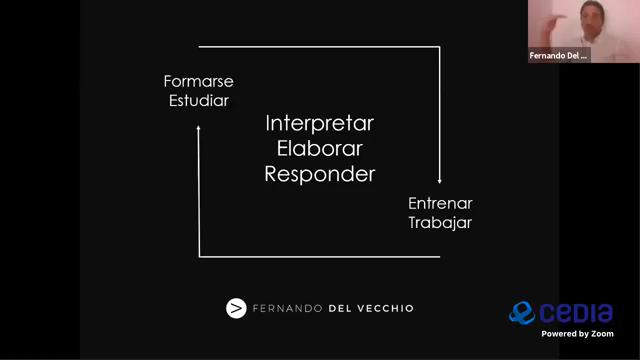 Fernando Del ...
Formarse
Estudiar
Interpretar
Elaborar
Responder
Entrenar
Trabajar
> FERNANDO DEL VECCHIO
CEDIA
Powered by Zoom